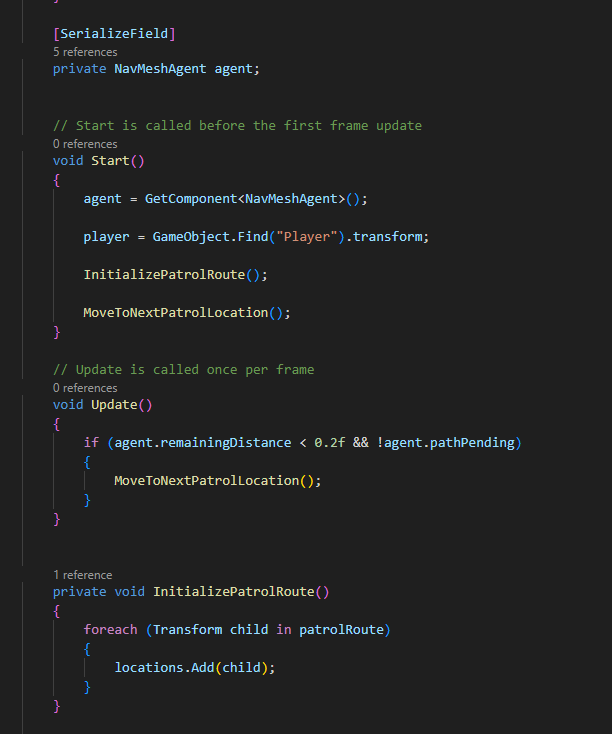 }
[SerializeField]
5 references
private NavMeshAgent agent;
// Start is called before the first frame update
0 references
void Start()
{
agent = GetComponent<NavMeshAgent>();
player = GameObject.Find("Player").transform;
InitializePatrolRoute();
MoveToNextPatrolLocation();
}
// Update is called once per frame
0 references
void Update()
{
if (agent.remainingDistance < 0.2f && !agent.pathPending)
{
MoveToNextPatrolLocation();
}
}
1 reference
private void InitializePatrolRoute()
{
foreach (Transform child in patrolRoute)
{
locations.Add(child);
}
}